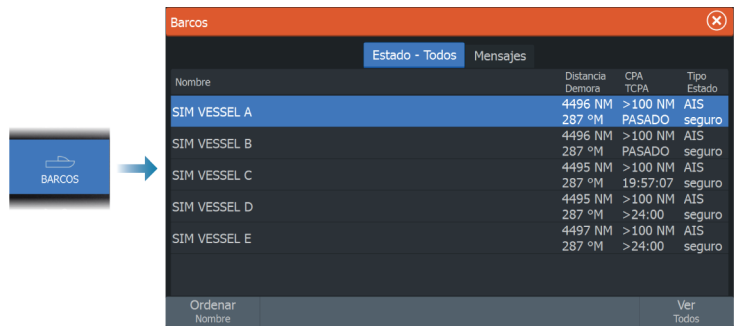 Barcos
Estado - Todos Mensajes
Nombre Distancia Demora CPA TCPA Tipo Estado
SIM VESSEL A 4496 NM >100 NM AIS
287 °M PASADO seguro
SIM VESSEL B 4496 NM >100 NM AIS
287 °M PASADO seguro
SIM VESSEL C 4495 NM >100 NM AIS
287 °M 19:57:07 seguro
SIM VESSEL D 4495 NM >100 NM AIS
287 °M >24:00 seguro
SIM VESSEL E 4497 NM >100 NM AIS
287 °M >24:00 seguro
BARCOS
Ordenar Ver
Nombre Todos